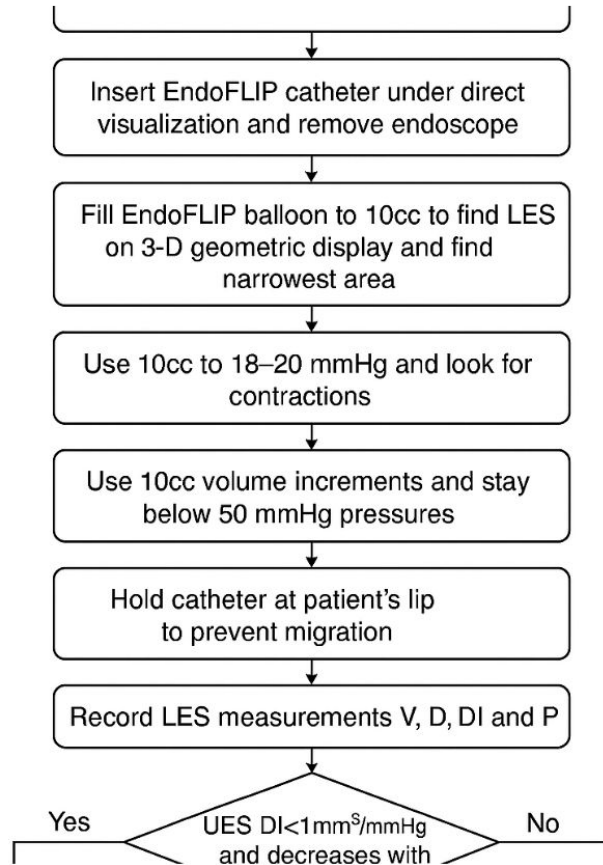 Insert EndoFLIP catheter under direct
visualization and remove endoscope
Fill EndoFLIP balloon to 10cc to find LES
on 3-D geometric display and find
narrowest area
Use 10cc to 18–20 mmHg and look for
contractions
Use 10cc volume increments and stay
below 50 mmHg pressures
Hold catheter at patient's lip
to prevent migration
Record LES measurements V, D, DI and P
Yes
UES DI<1mmˢ/mmHg
No
and decreases with